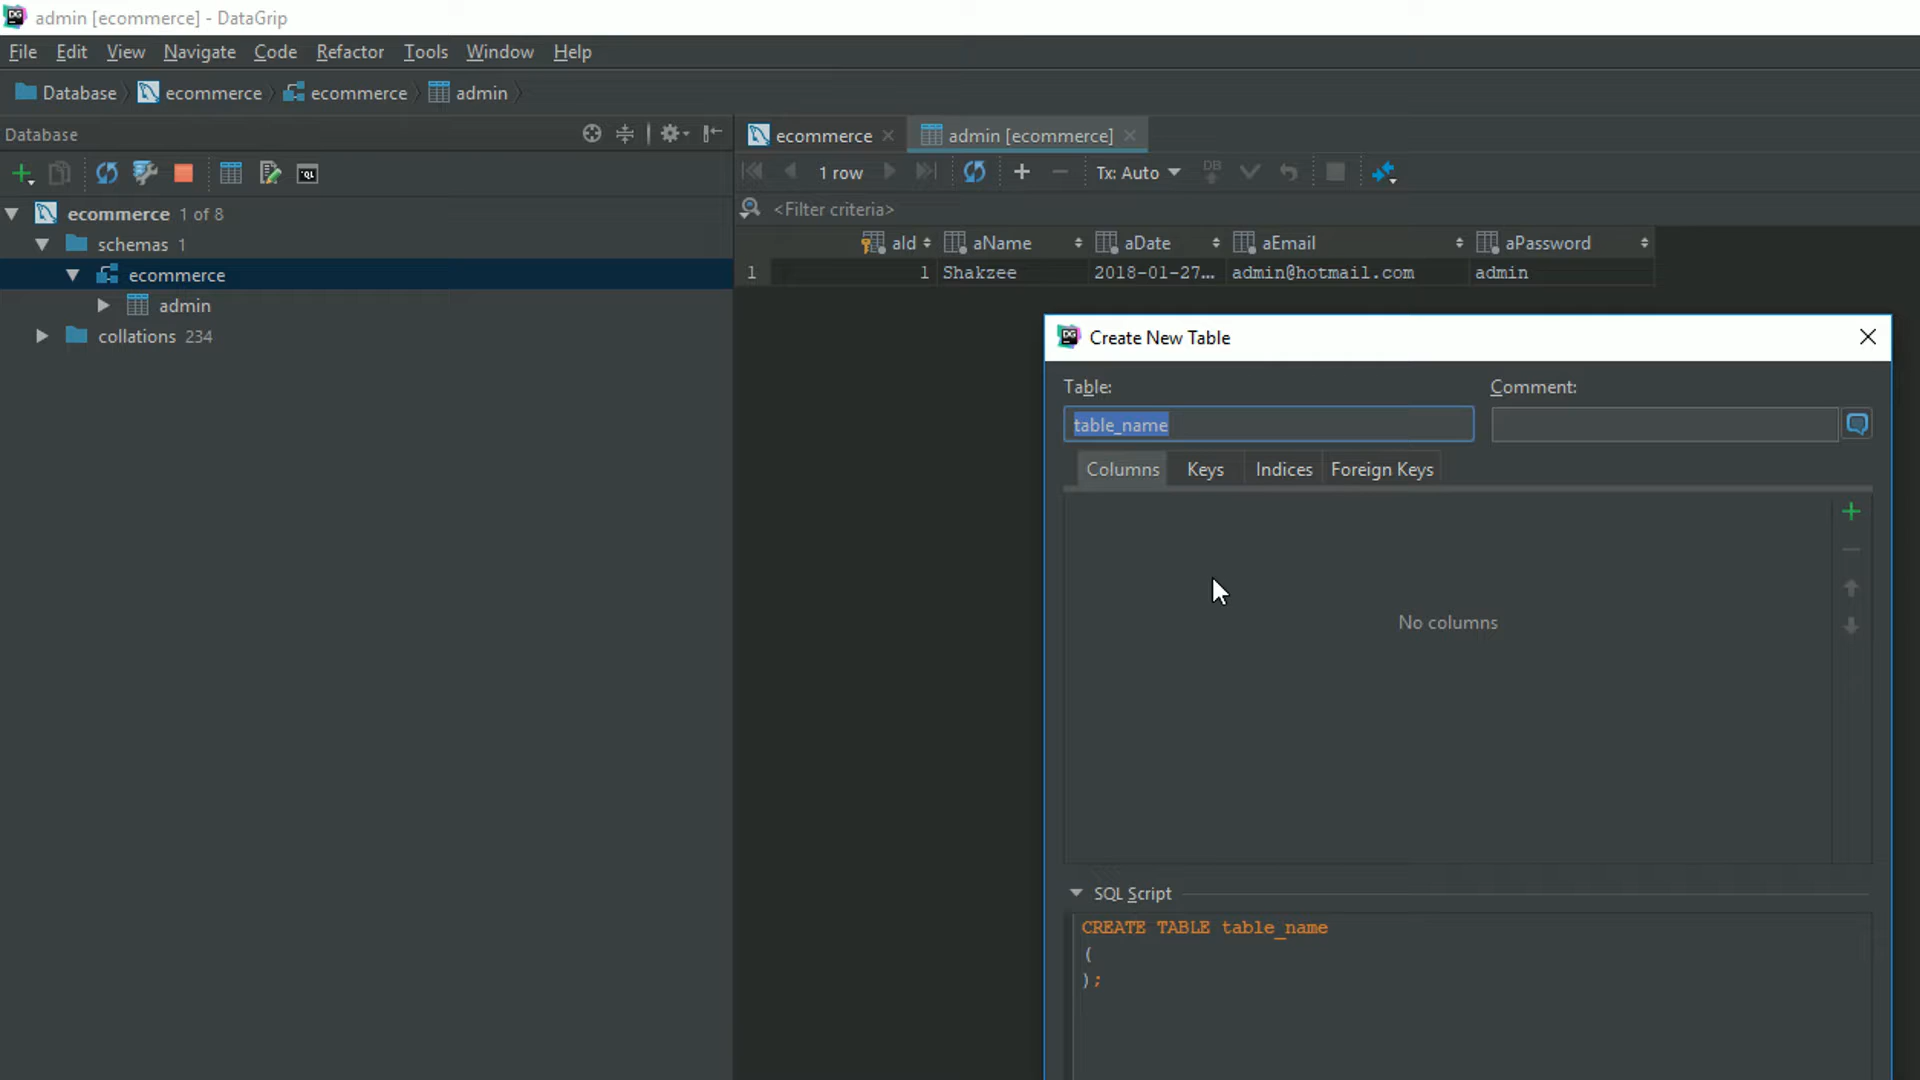 admin [ecommerce] - DataGrip
File Edit View Navigate Code Refactor Tools Window Help
Database ecommerce ecommerce admin
Database
ecommerce admin [ecommerce]
1 row Tx: Auto DB
<Filter criteria>
aId aName aDate aEmail aPassword
1 1 Shakzee 2018-01-27... admin@hotmail.com admin
ecommerce 1 of 8
schemas 1
ecommerce
admin
collations 234
Create New Table
Table: Comment:
table_name
Columns Keys Indices Foreign Keys
No columns
SQL Script
CREATE TABLE table_name
(
);